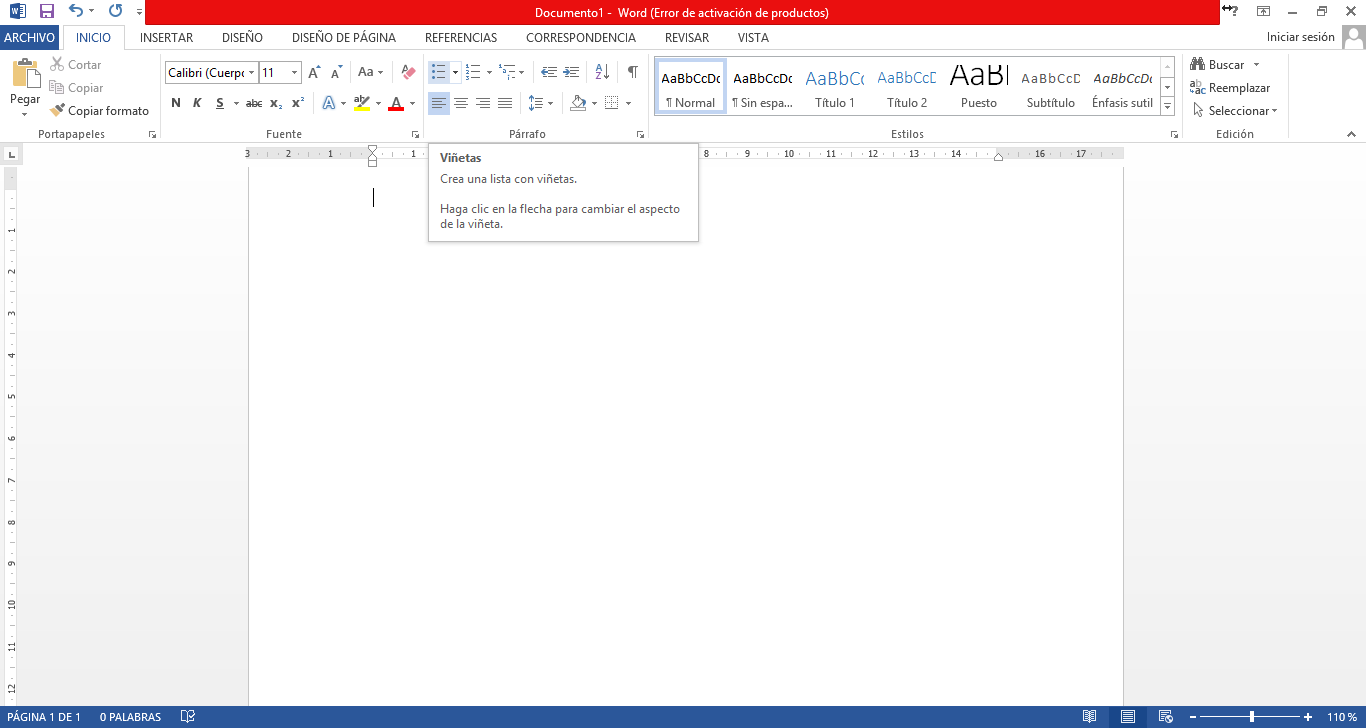 Documento1 - Word (Error de activación de productos)
ARCHIVO INICIO INSERTAR DISEÑO DISEÑO DE PÁGINA REFERENCIAS CORRESPONDENCIA REVISAR VISTA Iniciar sesión
Pegar
Cortar
Copiar
Copiar formato
Portapapeles
Calibri (Cuerpo 11
Aa
N K S abc x₂ x²
A ab A
Fuente
Párrafo
AaBbCcDc AaBbCcDc AaBbCc AaBbCcD AaBl AaBbCcD AaBbCcDc
¶ Normal ¶ Sin espa... Título 1 Título 2 Puesto Subtítulo Énfasis sutil
Estilos
Buscar
Reemplazar
Seleccionar
Edición
3 2 1 1 8 9 10 11 12 13 14 16 17
Viñetas
Crea una lista con viñetas.
Haga clic en la flecha para cambiar el aspecto
de la viñeta.
1
2
3
4
5
6
7
8
9
10
11
12
PÁGINA 1 DE 1 0 PALABRAS 110 %